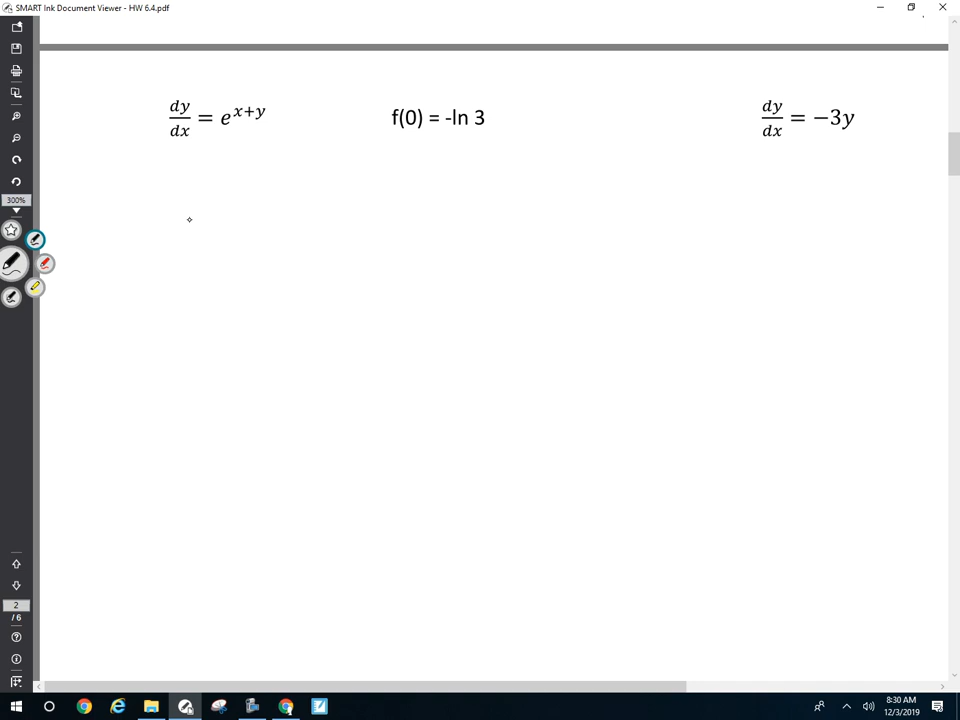 SMART Ink Document Viewer - HW 6.4.pdf
dy/dx = e^{x+y}    f(0) = -ln 3    dy/dx = −3y
300%
2
/ 6
8:30 AM
12/3/2019